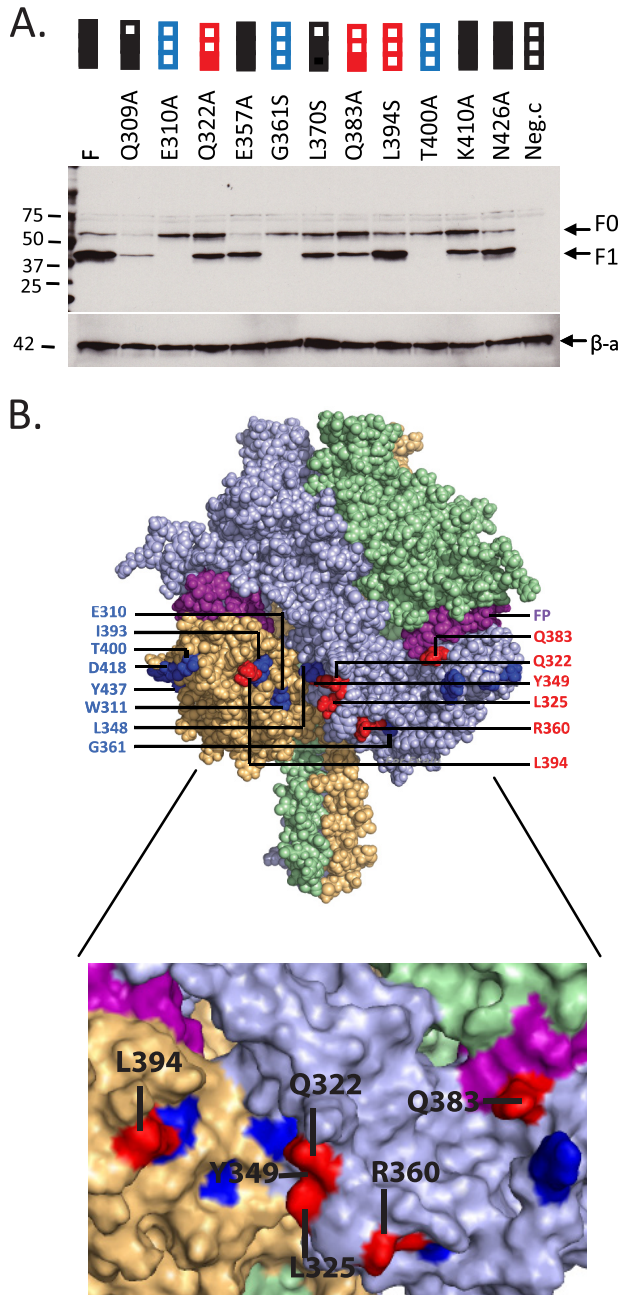 A.
F Q309A E310A Q322A E357A G361S L370S Q383A L394S T400A K410A N426A Neg.c
75
50
37
25
F0
F1
42
β-a
B.
E310
I393
T400
D418
Y437
W311
L348
G361
FP
Q383
Q322
Y349
L325
R360
L394
L394
Q322
Q383
Y349
R360
L325